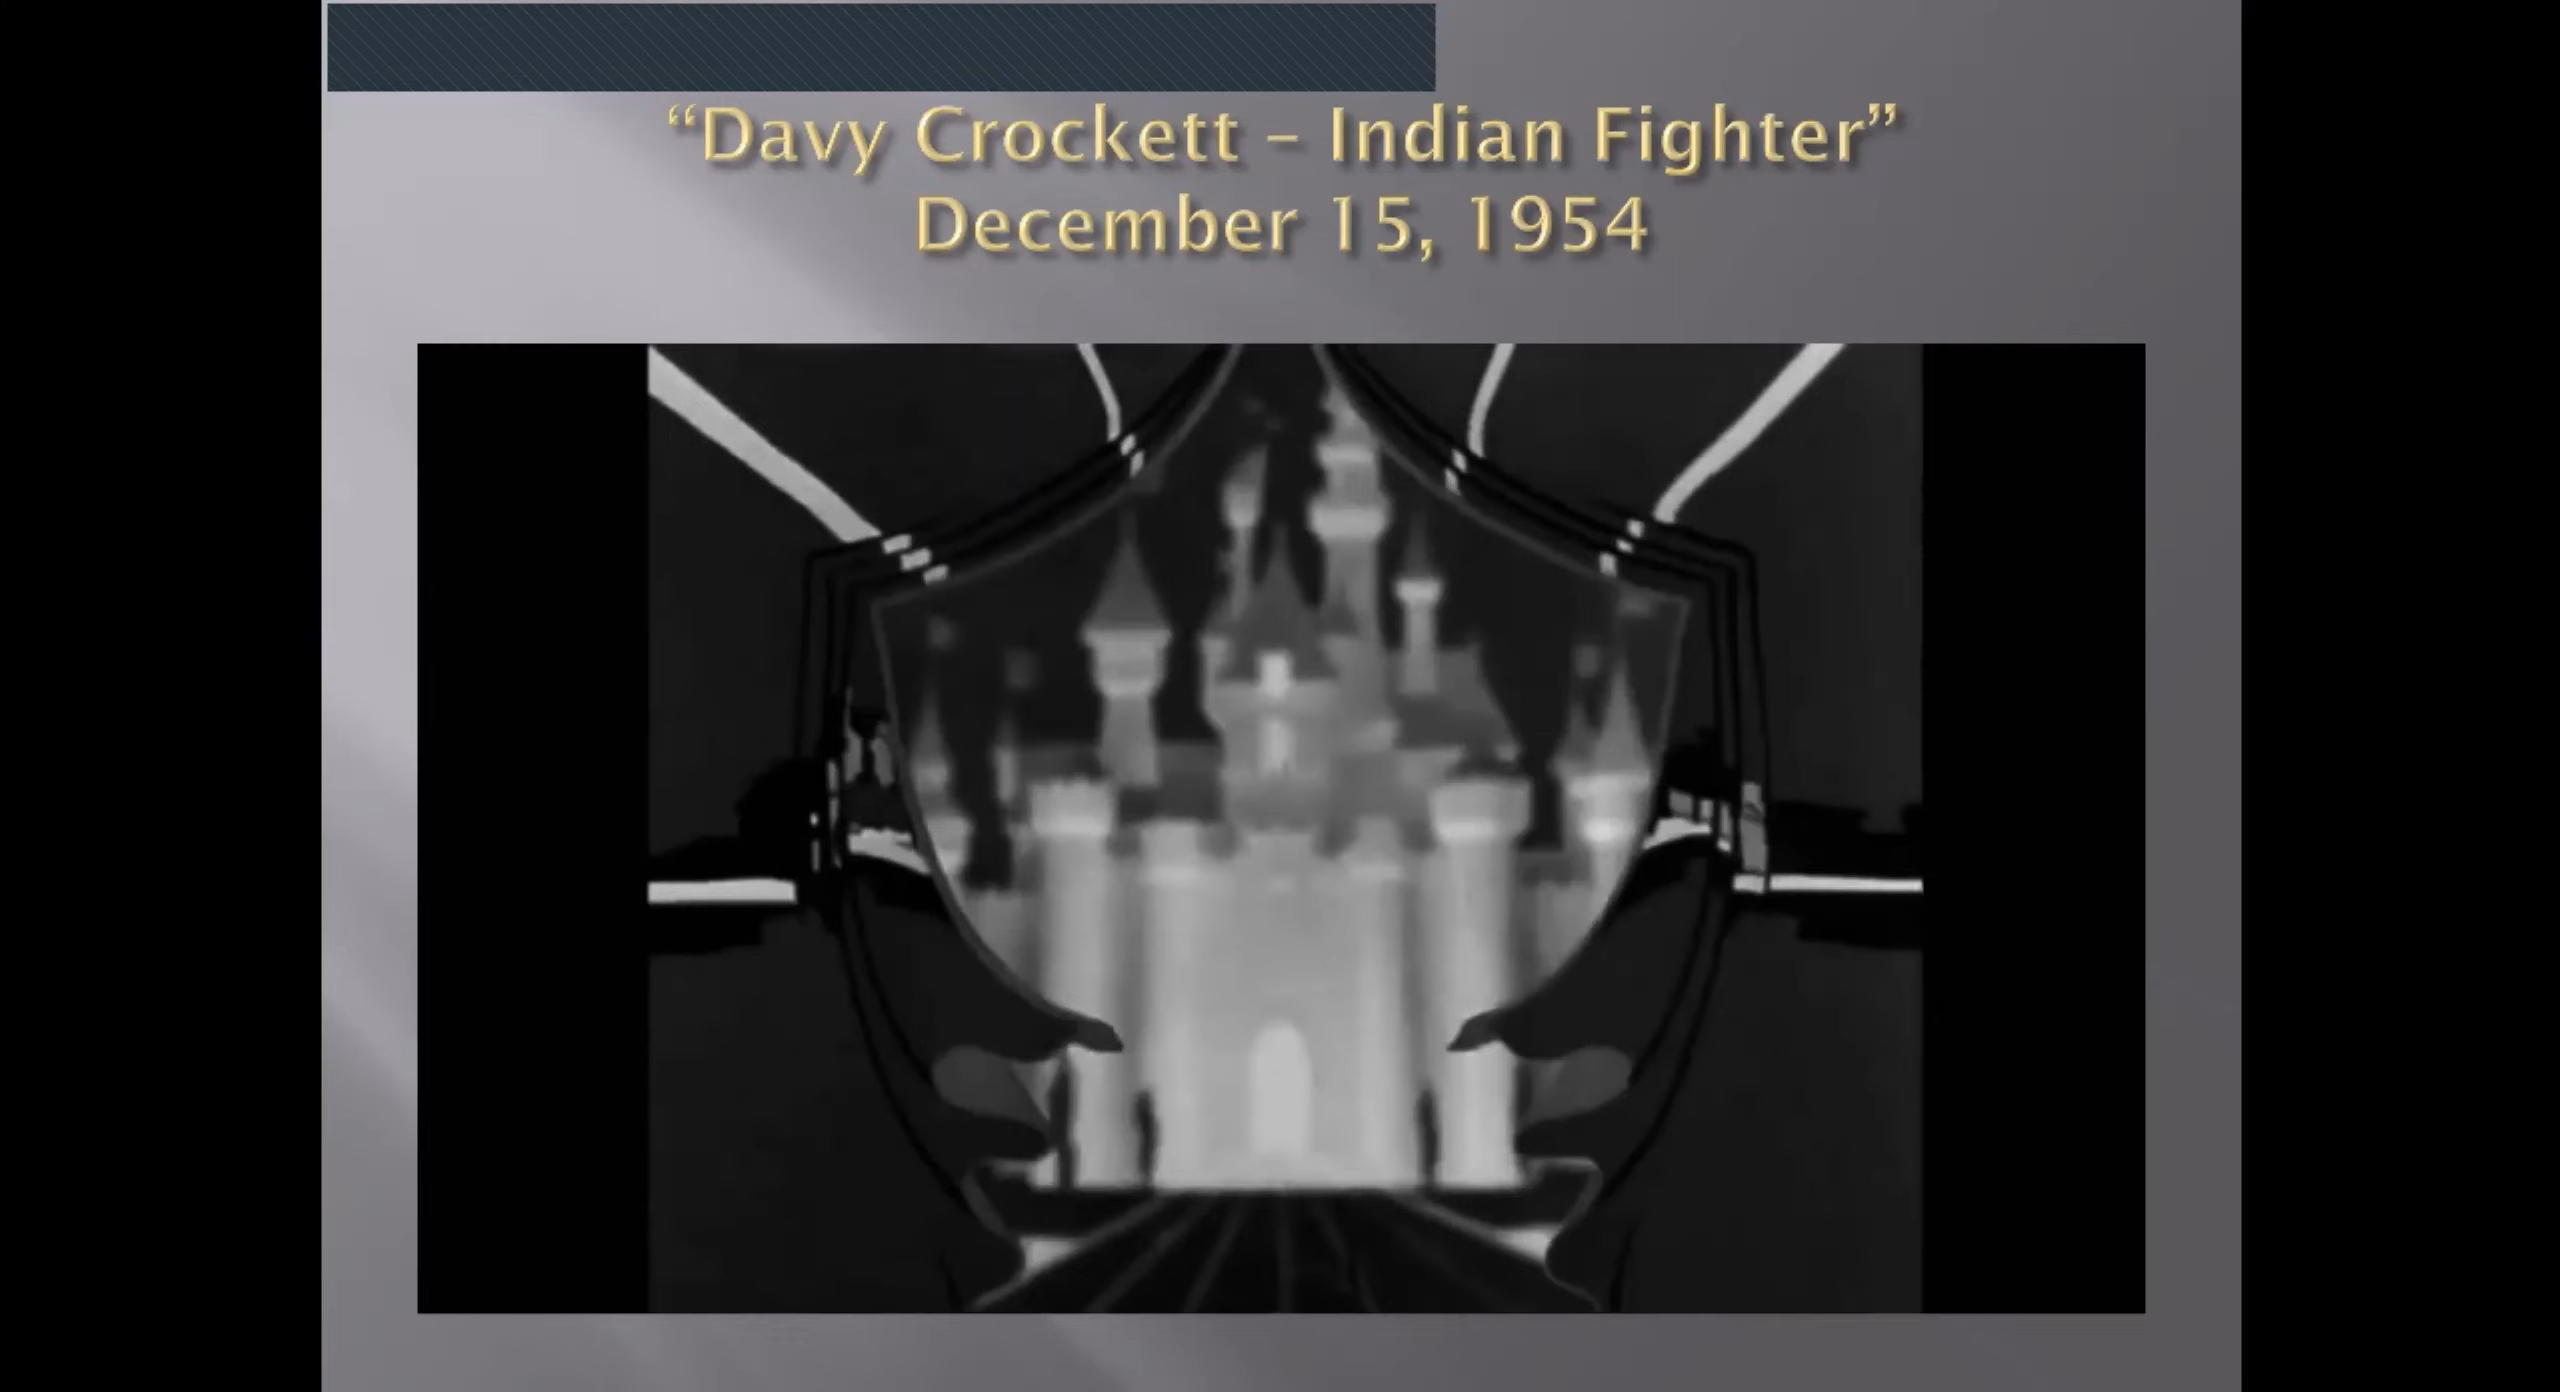 “Davy Crockett – Indian Fighter”
December 15, 1954